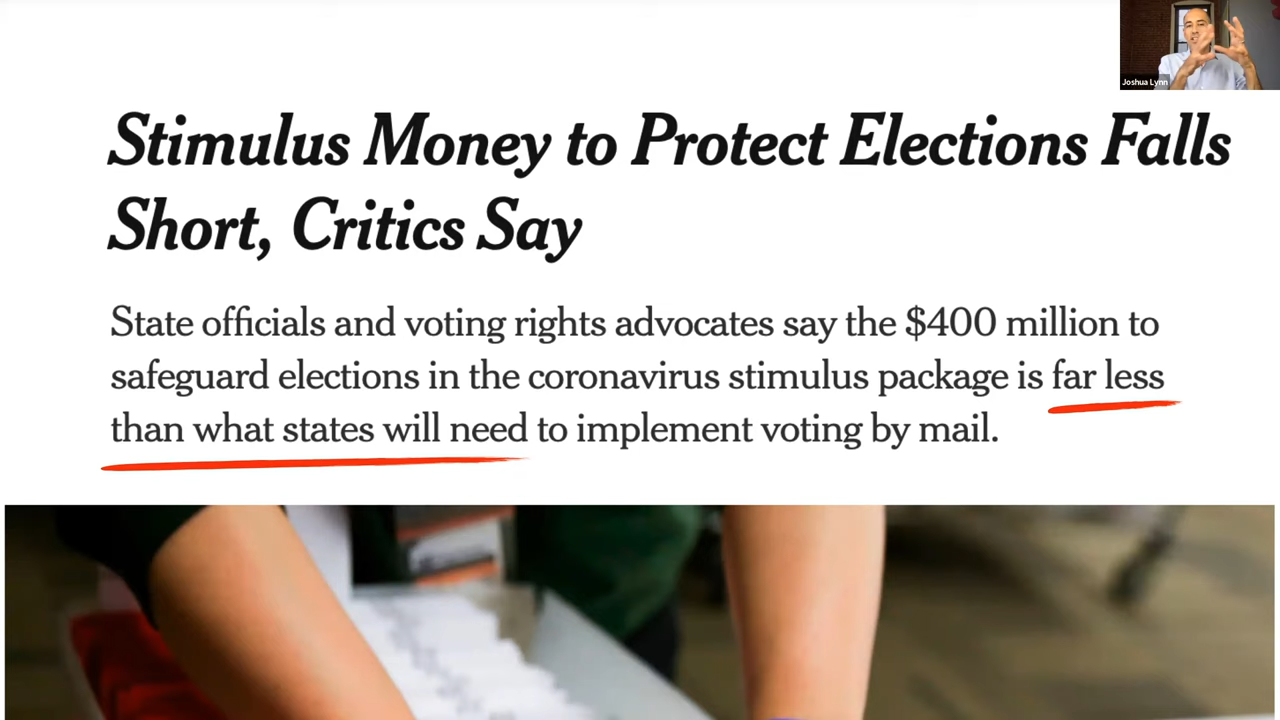 Joshua Lynn
Stimulus Money to Protect Elections Falls
Short, Critics Say
State officials and voting rights advocates say the $400 million to
safeguard elections in the coronavirus stimulus package is far less
than what states will need to implement voting by mail.